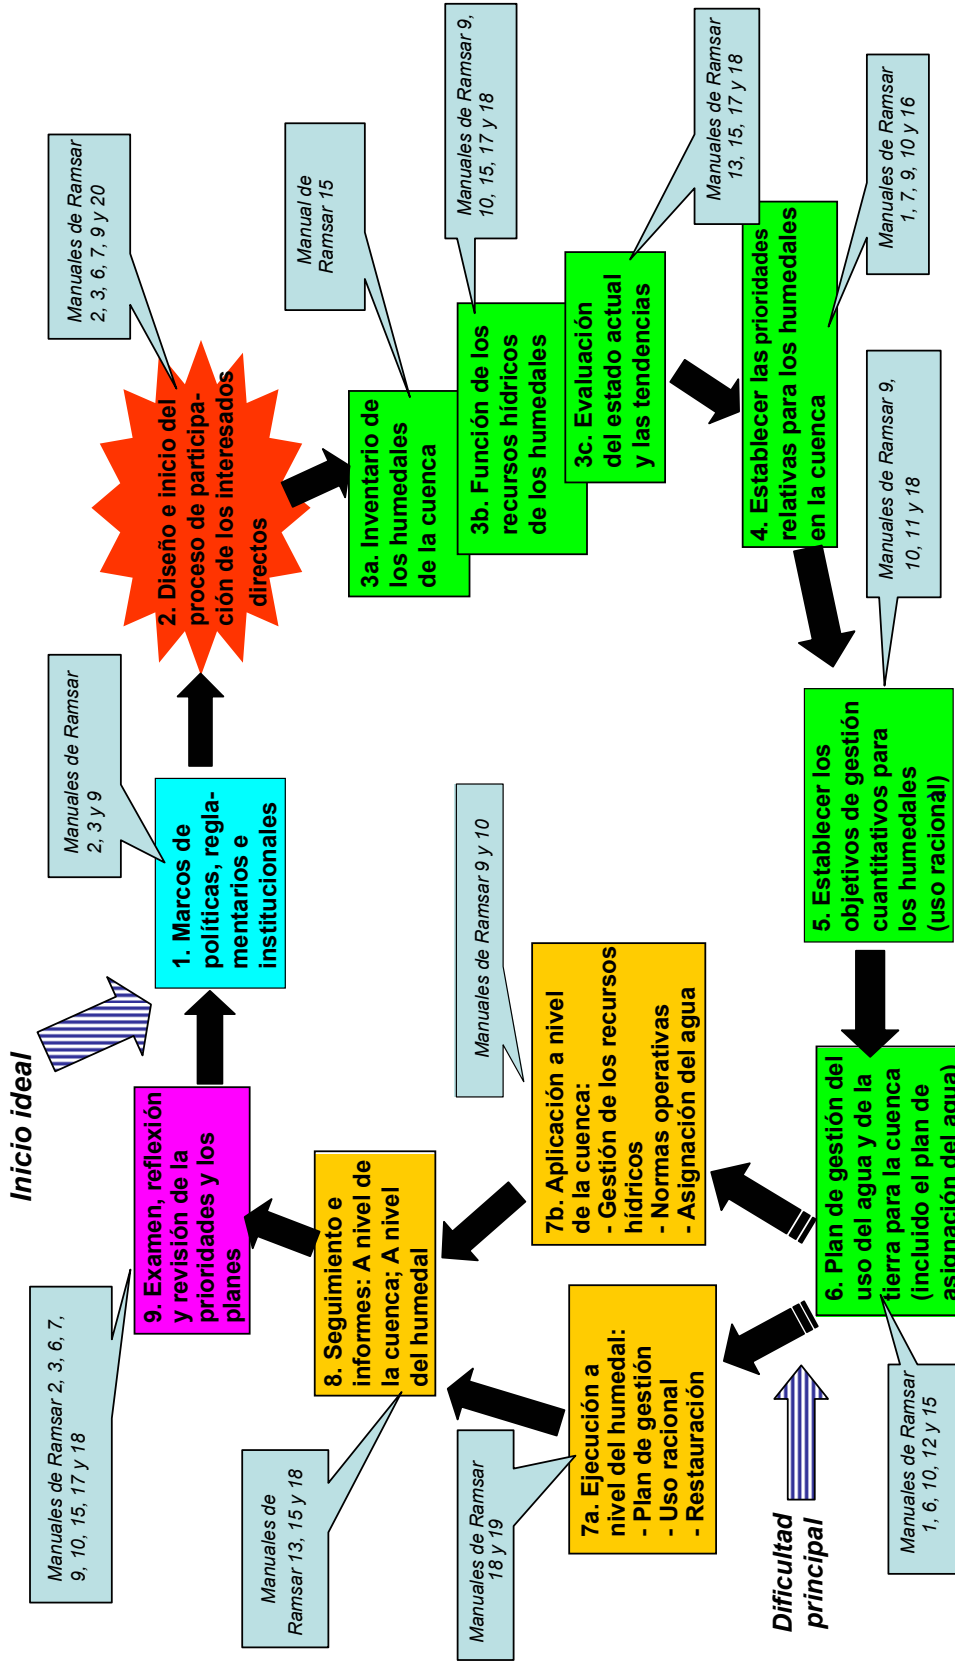 Inicio ideal
Manuales de Ramsar
2, 3 y 9
1. Marcos de
políticas, regla-
mentarios e
institucionales
Manuales de Ramsar
2, 3, 6, 7, 9 y 20
2. Diseño e inicio del
proceso de participa-
ción de los interesados
directos
Manual de
Ramsar 15
3a. Inventario de
los humedales
de la cuenca
Manuales de Ramsar 9,
10, 15, 17 y 18
3b. Función de los
recursos hídricos
de los humedales
Manuales de Ramsar
13, 15, 17 y 18
3c. Evaluación
del estado actual
y las tendencias
Manuales de Ramsar
1, 7, 9, 10 y 16
4. Establecer las prioridades
relativas para los humedales
en la cuenca
Manuales de Ramsar 9,
10, 11 y 18
5. Establecer los
objetivos de gestión
cuantitativos para
los humedales
(uso racional)
Manuales de Ramsar
1, 6, 10, 12 y 15
6. Plan de gestión del
uso del agua y de la
tierra para la cuenca
(incluido el plan de
asignación del agua)
Dificultad
principal
Manuales de Ramsar
18 y 19
7a. Ejecución a
nivel del humedal:
- Plan de gestión
- Uso racional
- Restauración
Manuales de Ramsar 9 y 10
7b. Aplicación a nivel
de la cuenca:
- Gestión de los recursos
hídricos
- Normas operativas
- Asignación del agua
Manuales de
Ramsar 13, 15 y 18
8. Seguimiento e
informes: A nivel de
la cuenca; A nivel
del humedal
Manuales de Ramsar 2, 3, 6, 7,
9, 10, 15, 17 y 18
9. Examen, reflexión
y revisión de la
prioridades y los
planes